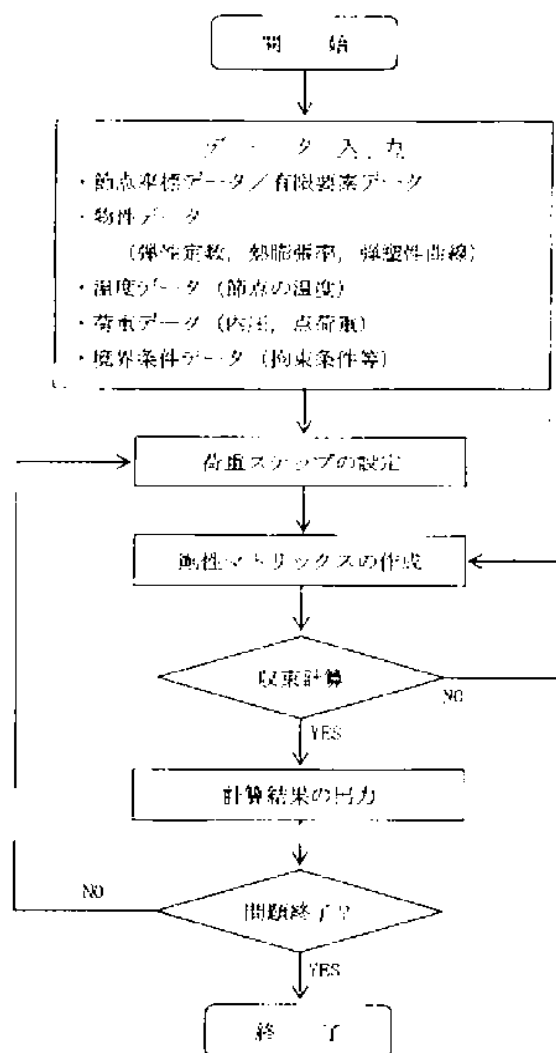 開 始
データ入力
・節点座標データ/有限要素データ
・物性データ
(弾性定数, 熱膨張率, 弾塑性曲線)
・温度データ(節点の温度)
・荷重データ(内圧, 点荷重)
・境界条件データ(拘束条件等)
荷重ステップの設定
剛性マトリックスの作成
収束計算
NO
YES
計算結果の出力
NO
問題終了?
YES
終 了